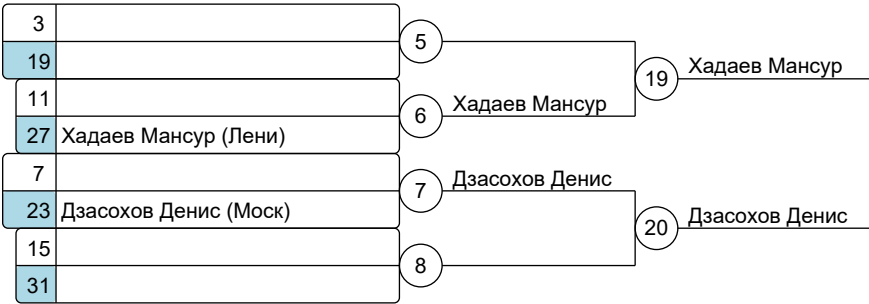 3
19
5
11
27 Хадаев Мансур (Лени)
6 Хадаев Мансур
19 Хадаев Мансур
7
23 Дзасохов Денис (Моск)
7 Дзасохов Денис
15
31
8
20 Дзасохов Денис